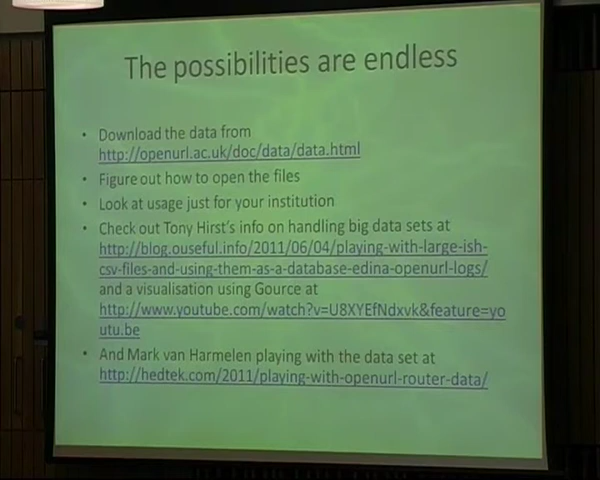 The possibilities are endless
• Download the data from
http://openurl.ac.uk/doc/data/data.html
• Figure out how to open the files
• Look at usage just for your institution
• Check out Tony Hirst's info on handling big data sets at
http://blog.ouseful.info/2011/06/04/playing-with-large-ish-
csv-files-and-using-them-as-a-database-edina-openurl-logs/
and a visualisation using Gource at
http://www.youtube.com/watch?v=U8XYEfNdxvk&feature=yo
utu.be
• And Mark van Harmelen playing with the data set at
http://hedtek.com/2011/playing-with-openurl-router-data/